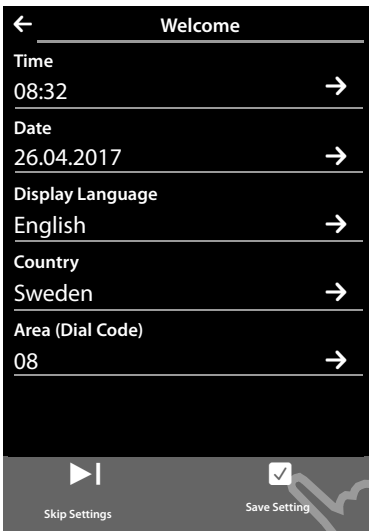 Welcome
Time
08:32
Date
26.04.2017
Display Language
English
Country
Sweden
Area (Dial Code)
08
Skip Settings
Save Setting